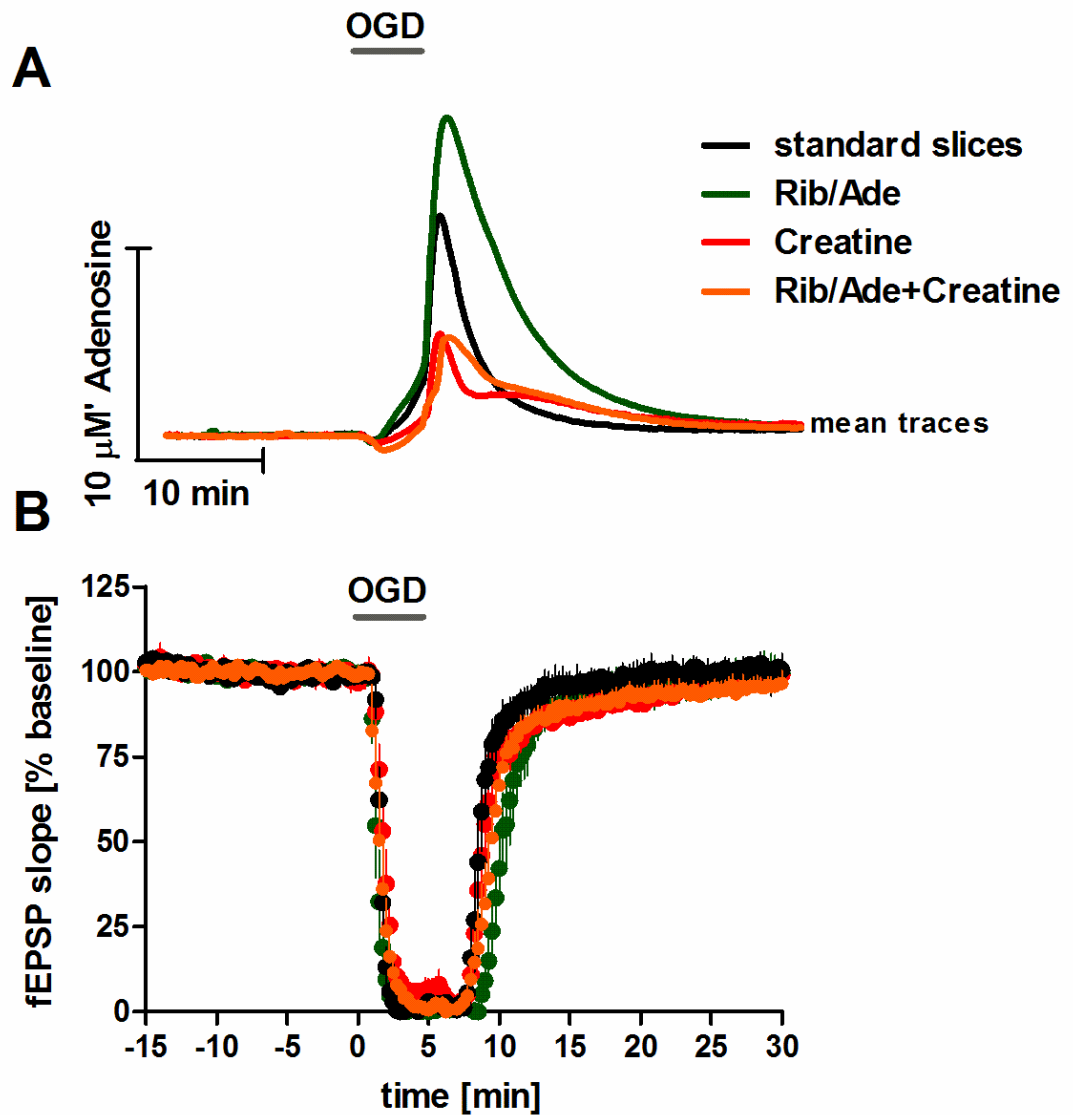 OGD
A
standard slices
Rib/Ade
Creatine
Rib/Ade+Creatine
10 µM' Adenosine
mean traces
10 min
B
OGD
fEPSP slope [% baseline]
125
100
75
50
25
0
-15 -10 -5 0 5 10 15 20 25 30
time [min]